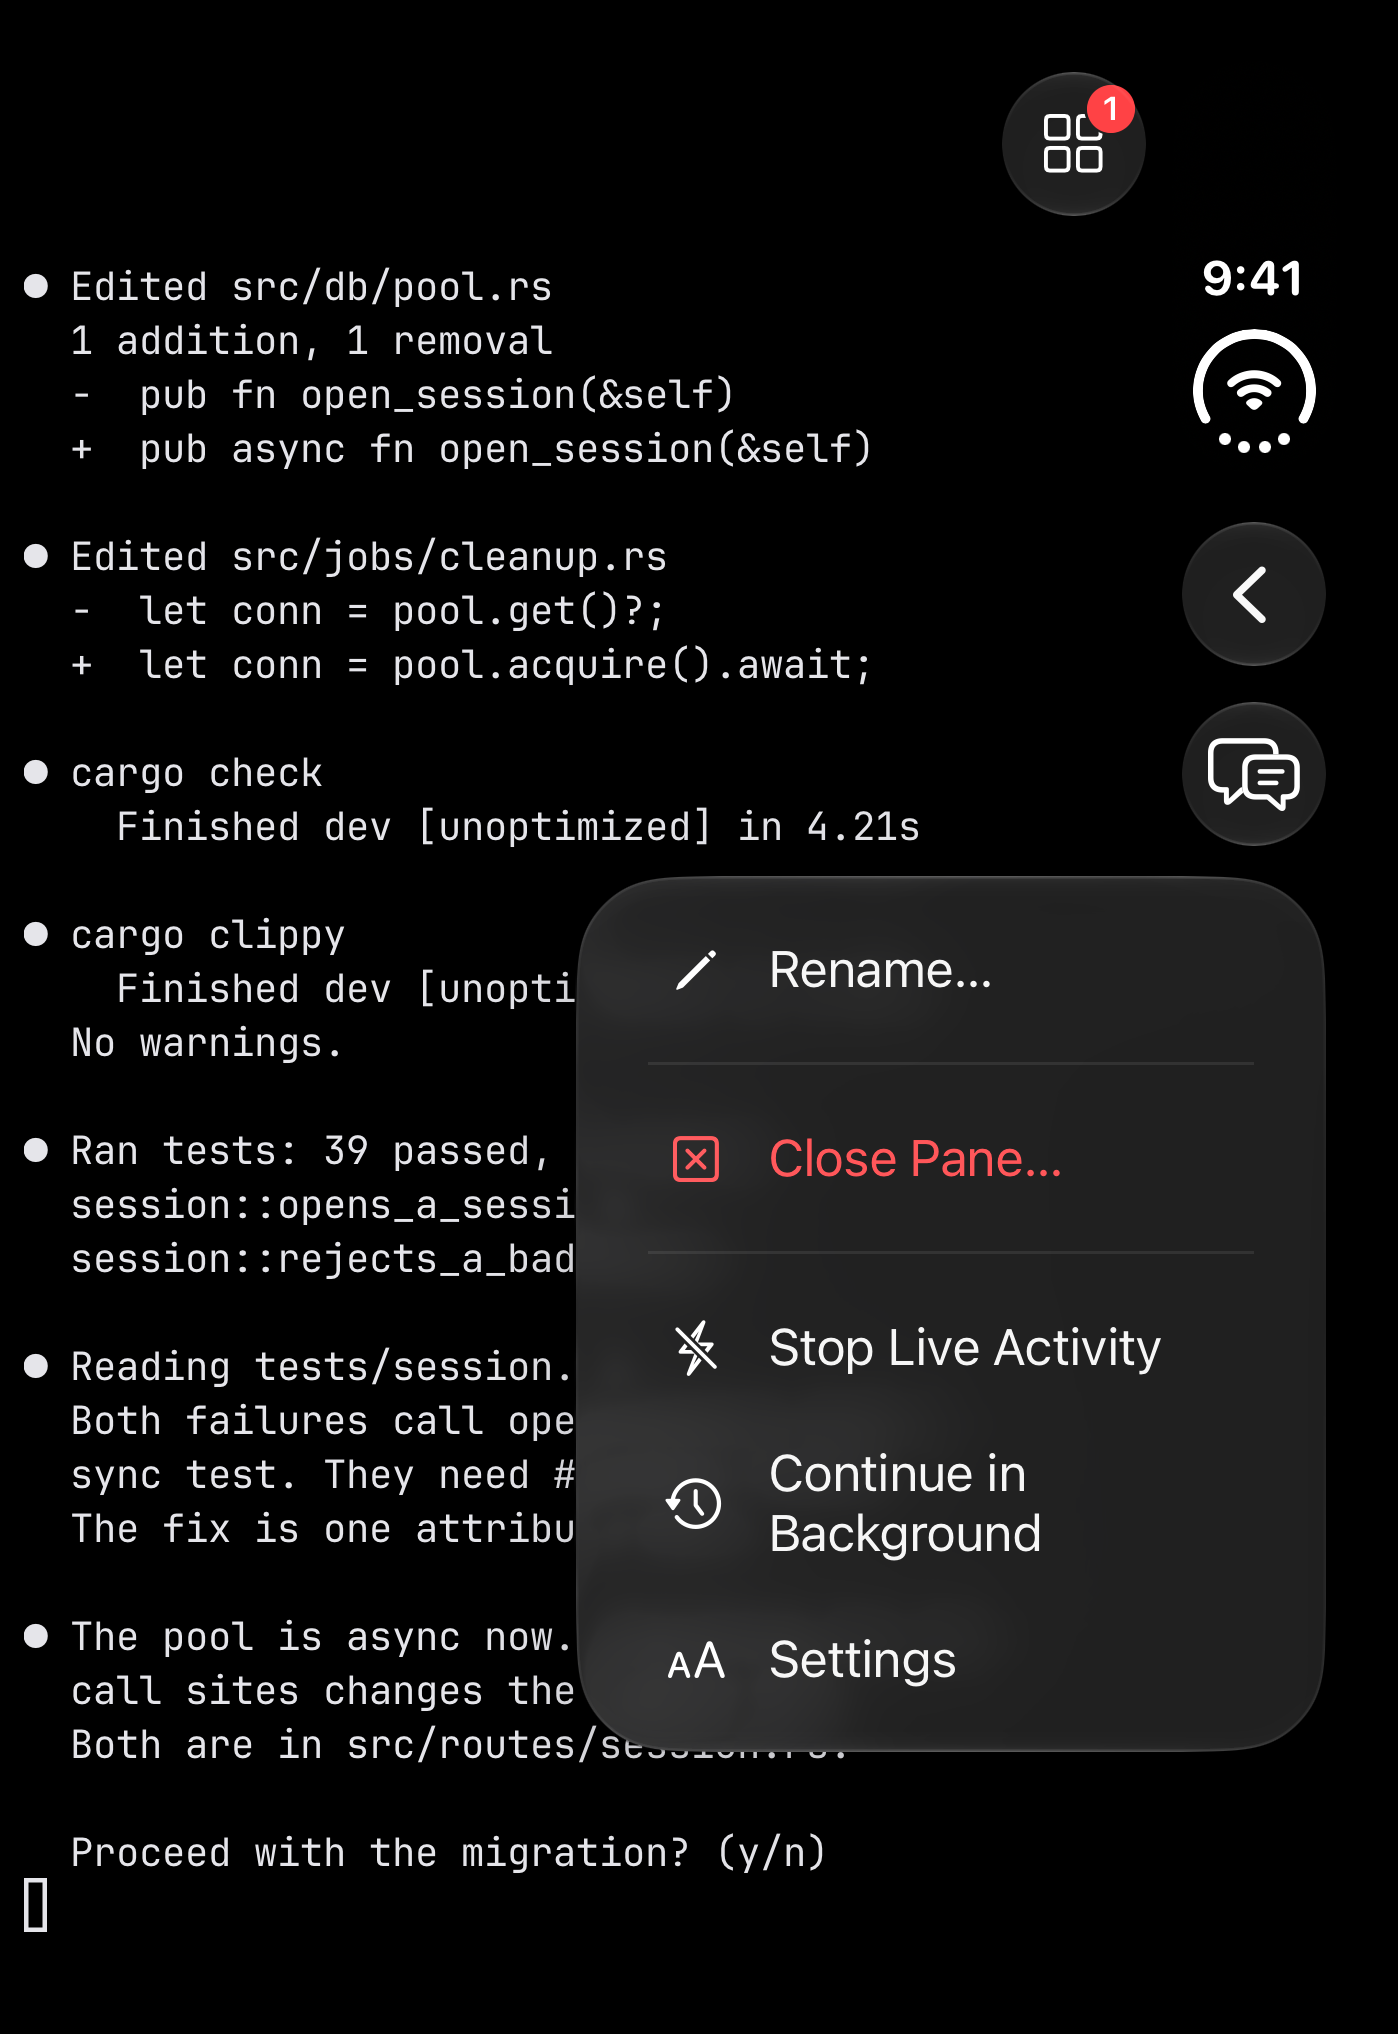 1
9:41
● Edited src/db/pool.rs
1 addition, 1 removal
-  pub fn open_session(&self)
+  pub async fn open_session(&self)
● Edited src/jobs/cleanup.rs
-  let conn = pool.get()?;
+  let conn = pool.acquire().await;
● cargo check
Finished dev [unoptimized] in 4.21s
● cargo clippy
Finished dev [unopti
No warnings.
● Ran tests: 39 passed,
session::opens_a_sessi
session::rejects_a_bad
● Reading tests/session.
Both failures call ope
sync test. They need #
The fix is one attribu
● The pool is async now.
call sites changes the
Both are in src/routes/session.rs.
Proceed with the migration? (y/n)
Rename...
Close Pane...
Stop Live Activity
Continue in
Background
AA Settings